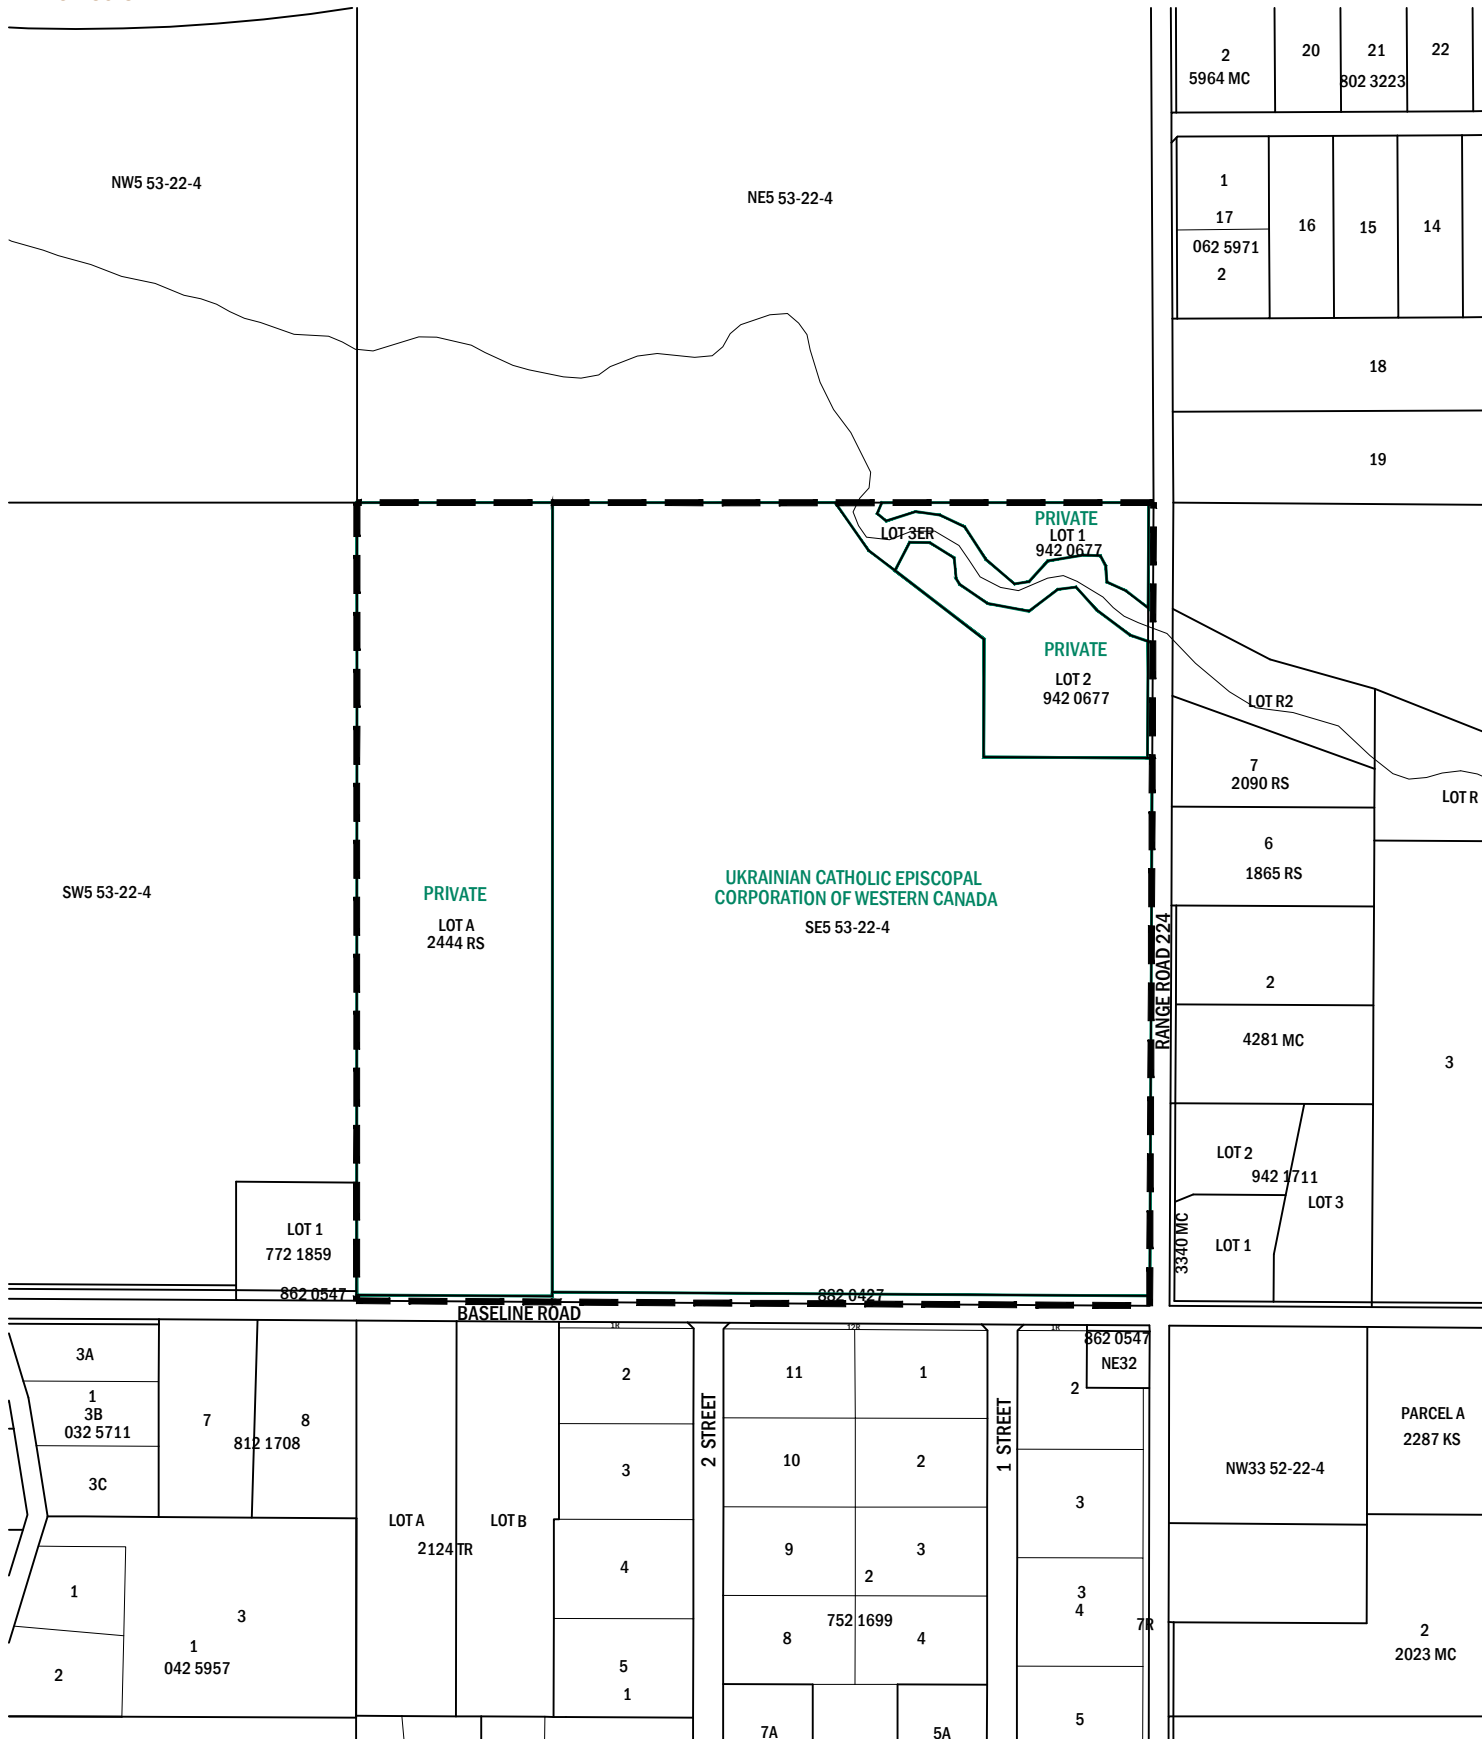 2
5964 MC
20
21
22
802 3223
NW5 53-22-4
NE5 53-22-4
1
17
062 5971
2
16
15
14
18
19
PRIVATE
LOT 1
942 0677
LOT 3ER
PRIVATE
LOT 2
942 0677
LOT R2
7
2090 RS
LOT R
6
1865 RS
SW5 53-22-4
PRIVATE
LOT A
2444 RS
UKRAINIAN CATHOLIC EPISCOPAL
CORPORATION OF WESTERN CANADA
SE5 53-22-4
RANGE ROAD 224
2
4281 MC
3
LOT 2
942 1711
LOT 3
3340 MC
LOT 1
LOT 1
772 1859
862 0547
882 0427
BASELINE ROAD
1R
12R
1R
862 0547
NE32
3A
1
3B
032 5711
3C
7
8
812 1708
LOT A
LOT B
2124 TR
2
3
4
5
1
2 STREET
11
1
10
2
9
3
2
752 1699
8
4
7A
5A
1 STREET
2
3
3
4
7R
5
NW33 52-22-4
PARCEL A
2287 KS
2
2023 MC
1
2
3
1
042 5957